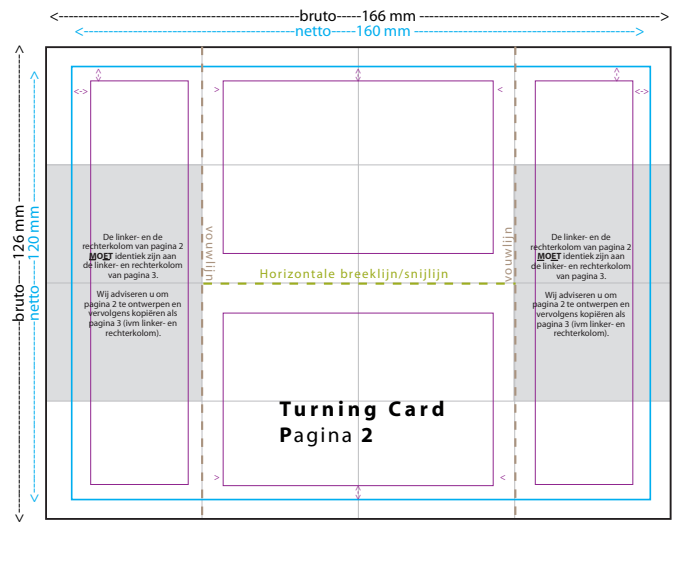 bruto 166 mm
netto 160 mm
bruto 126 mm
netto 120 mm
De linker- en de
rechterkolom van pagina 2
MOET identiek zijn aan
de linker- en rechterkolom
van pagina 3.
Wij adviseren u om
pagina 2 te ontwerpen en
vervolgens kopiëren als
pagina 3 (ivm linker- en
rechterkolom).
vouwlijn
Horizontale breeklijn/snijlijn
vouwlijn
De linker- en de
rechterkolom van pagina 2
MOET identiek zijn aan
de linker- en rechterkolom
van pagina 3.
Wij adviseren u om
pagina 2 te ontwerpen en
vervolgens kopiëren als
pagina 3 (ivm linker- en
rechterkolom).
Turning Card
Pagina 2